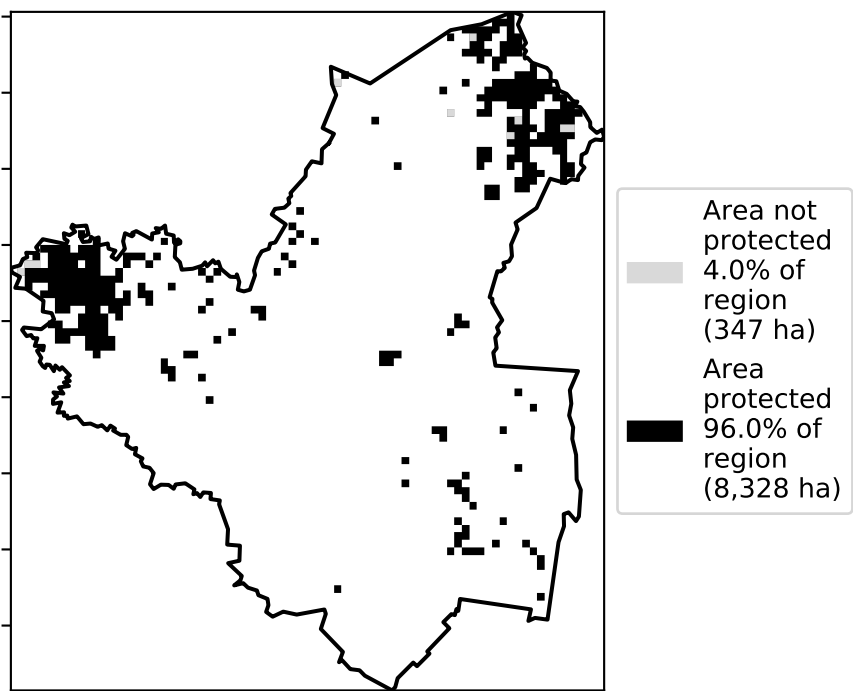 Area not
protected
4.0% of
region
(347 ha)
Area
protected
96.0% of
region
(8,328 ha)